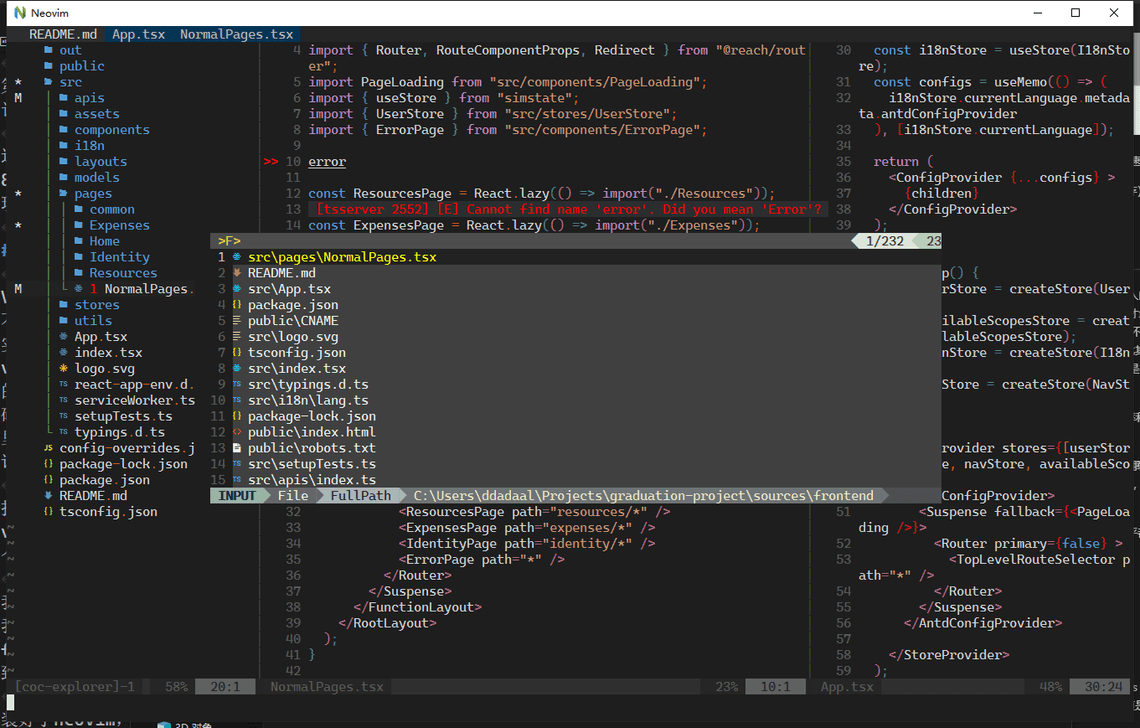 Neovim
README.md App.tsx NormalPages.tsx
out
public
* src
M apis
assets
components
i18n
layouts
models
* pages
common
* Expenses
Home
Identity
Resources
M 1 NormalPages.
stores
utils
App.tsx
index.tsx
logo.svg
TS react-app-env.d.
TS serviceWorker.ts
TS setupTests.ts
TS typings.d.ts
JS config-overrides.j
{} package-lock.json
{} package.json
README.md
{} tsconfig.json
[coc-explorer]-1 58% 20:1
4 import { Router, RouteComponentProps, Redirect } from "@reach/rout
er";
5 import PageLoading from "src/components/PageLoading";
6 import { useStore } from "simstate";
7 import { UserStore } from "src/stores/UserStore";
8 import { ErrorPage } from "src/components/ErrorPage";
9
>> 10 error
11
12 const ResourcesPage = React.lazy(() => import("./Resources"));
13 [tsserver 2552] [E] Cannot find name 'error'. Did you mean 'Error'?
14 const ExpensesPage = React.lazy(() => import("./Expenses"));
>F> 1/232 23
1 src\pages\NormalPages.tsx
2 README.md
3 src\App.tsx
4 {} package.json
5 public\CNAME
6 src\logo.svg
7 {} tsconfig.json
8 src\index.tsx
9 TS src\typings.d.ts
10 TS src\i18n\lang.ts
11 {} package-lock.json
12 <> public\index.html
13 public\robots.txt
14 TS src\setupTests.ts
15 TS src\apis\index.ts
INPUT File FullPath C:\Users\ddadaal\Projects\graduation-project\sources\frontend
32 <ResourcesPage path="resources/*" />
33 <ExpensesPage path="expenses/*" />
34 <IdentityPage path="identity/*" />
35 <ErrorPage path="*" />
36 </Router>
37 </Suspense>
38 </FunctionLayout>
39 </RootLayout>
40 );
41 }
42
NormalPages.tsx 23% 10:1
30 const i18nStore = useStore(I18nSto
re);
31 const configs = useMemo(() => (
32 i18nStore.currentLanguage.metada
ta.antdConfigProvider
33 ), [i18nStore.currentLanguage]);
34
35 return (
36 <ConfigProvider {...configs} >
37 {children}
38 </ConfigProvider>
39 );
p() {
rStore = createStore(User
ilableScopesStore = creat
lableScopesStore);
nStore = createStore(I18n
Store = createStore(NavSt
rovider stores={[userStor
e, navStore, availableSco
ConfigProvider>
51 <Suspense fallback={<PageLoa
ding />}>
52 <Router primary={false} >
53 <TopLevelRouteSelector p
ath="*" />
54 </Router>
55 </Suspense>
56 </AntdConfigProvider>
57
58 </StoreProvider>
59 );
App.tsx 48% 30:24